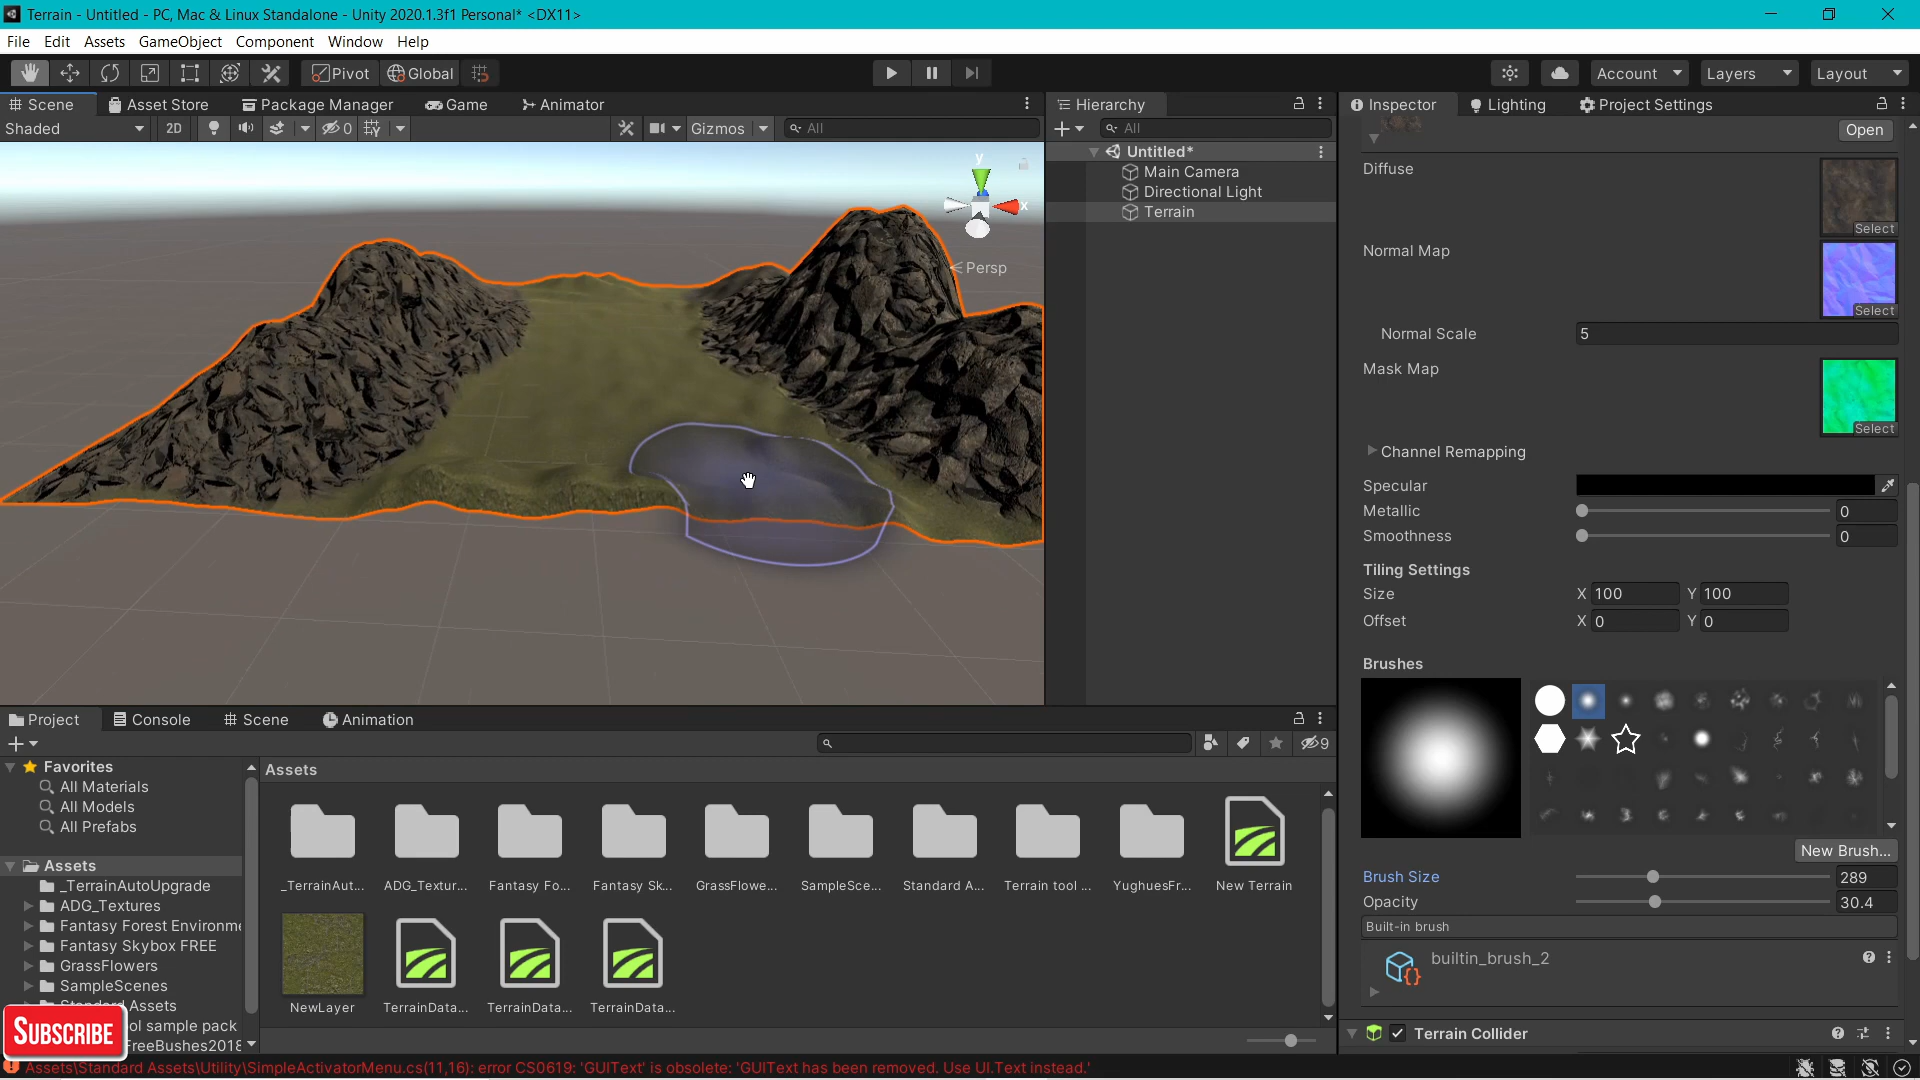 Terrain - Untitled - PC, Mac & Linux Standalone - Unity 2020.1.3f1 Personal* <DX11>
File Edit Assets GameObject Component Window Help
Pivot Global Account Layers Layout
Scene Asset Store Package Manager Game Animator
Shaded 2D 0 Gizmos All
y
x
Persp
Hierarchy
All
Untitled*
Main Camera
Directional Light
Terrain
Inspector Lighting Project Settings
Open
Diffuse
Select
Normal Map
Select
Normal Scale 5
Mask Map
Select
Channel Remapping
Specular
Metallic 0
Smoothness 0
Tiling Settings
Size X 100 Y 100
Offset X 0 Y 0
Brushes
New Brush...
Brush Size 289
Opacity 30.4
Built-in brush
builtin_brush_2
Terrain Collider
Project Console Scene Animation
9
Favorites
All Materials
All Models
All Prefabs
Assets
_TerrainAutoUpgrade
ADG_Textures
Fantasy Forest Environme
Fantasy Skybox FREE
GrassFlowers
SampleScenes
Standard Assets
ol sample pack
FreeBushes2018
SUBSCRIBE
Assets
_TerrainAut... ADG_Textur... Fantasy Fo... Fantasy Sk... GrassFlowe... SampleSce... Standard A... Terrain tool ... YughuesFr... New Terrain
NewLayer TerrainData... TerrainData... TerrainData...
Assets\Standard Assets\Utility\SimpleActivatorMenu.cs(11,16): error CS0619: 'GUIText' is obsolete: 'GUIText has been removed. Use UI.Text instead.'